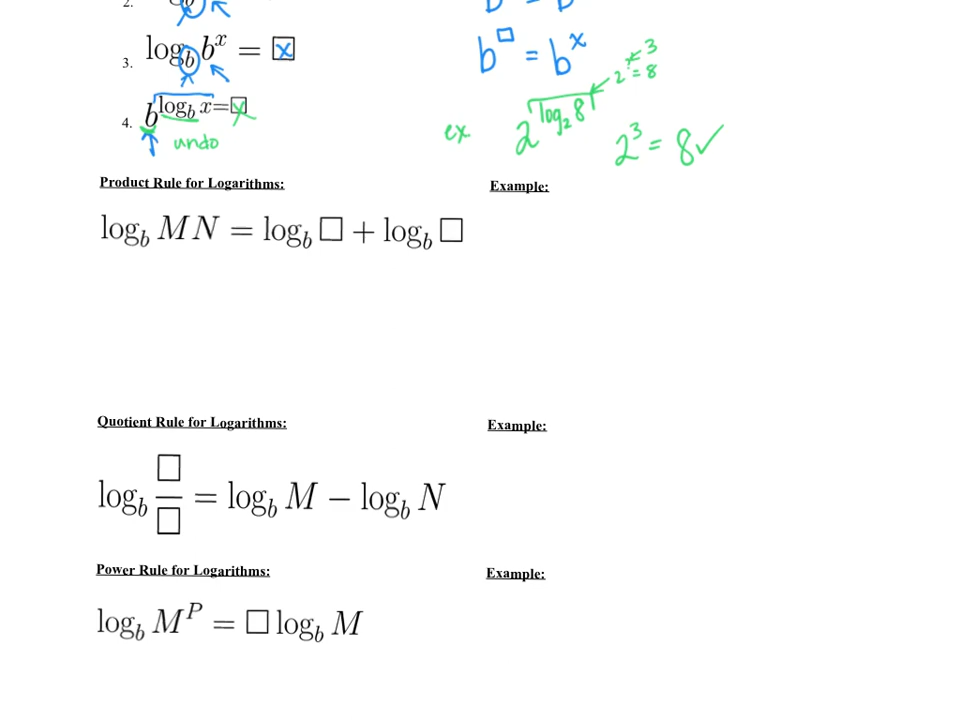 2.
b = b
3. log_b b^x = x
b^□ = b^x
4. b^{log_b x} = □ x
undo
ex 2^{log_2 8}
2^? = 8
3
2^3 = 8 ✓
Product Rule for Logarithms: Example:
log_b MN = log_b □ + log_b □
Quotient Rule for Logarithms: Example:
log_b □/□ = log_b M − log_b N
Power Rule for Logarithms: Example:
log_b M^P = □ log_b M